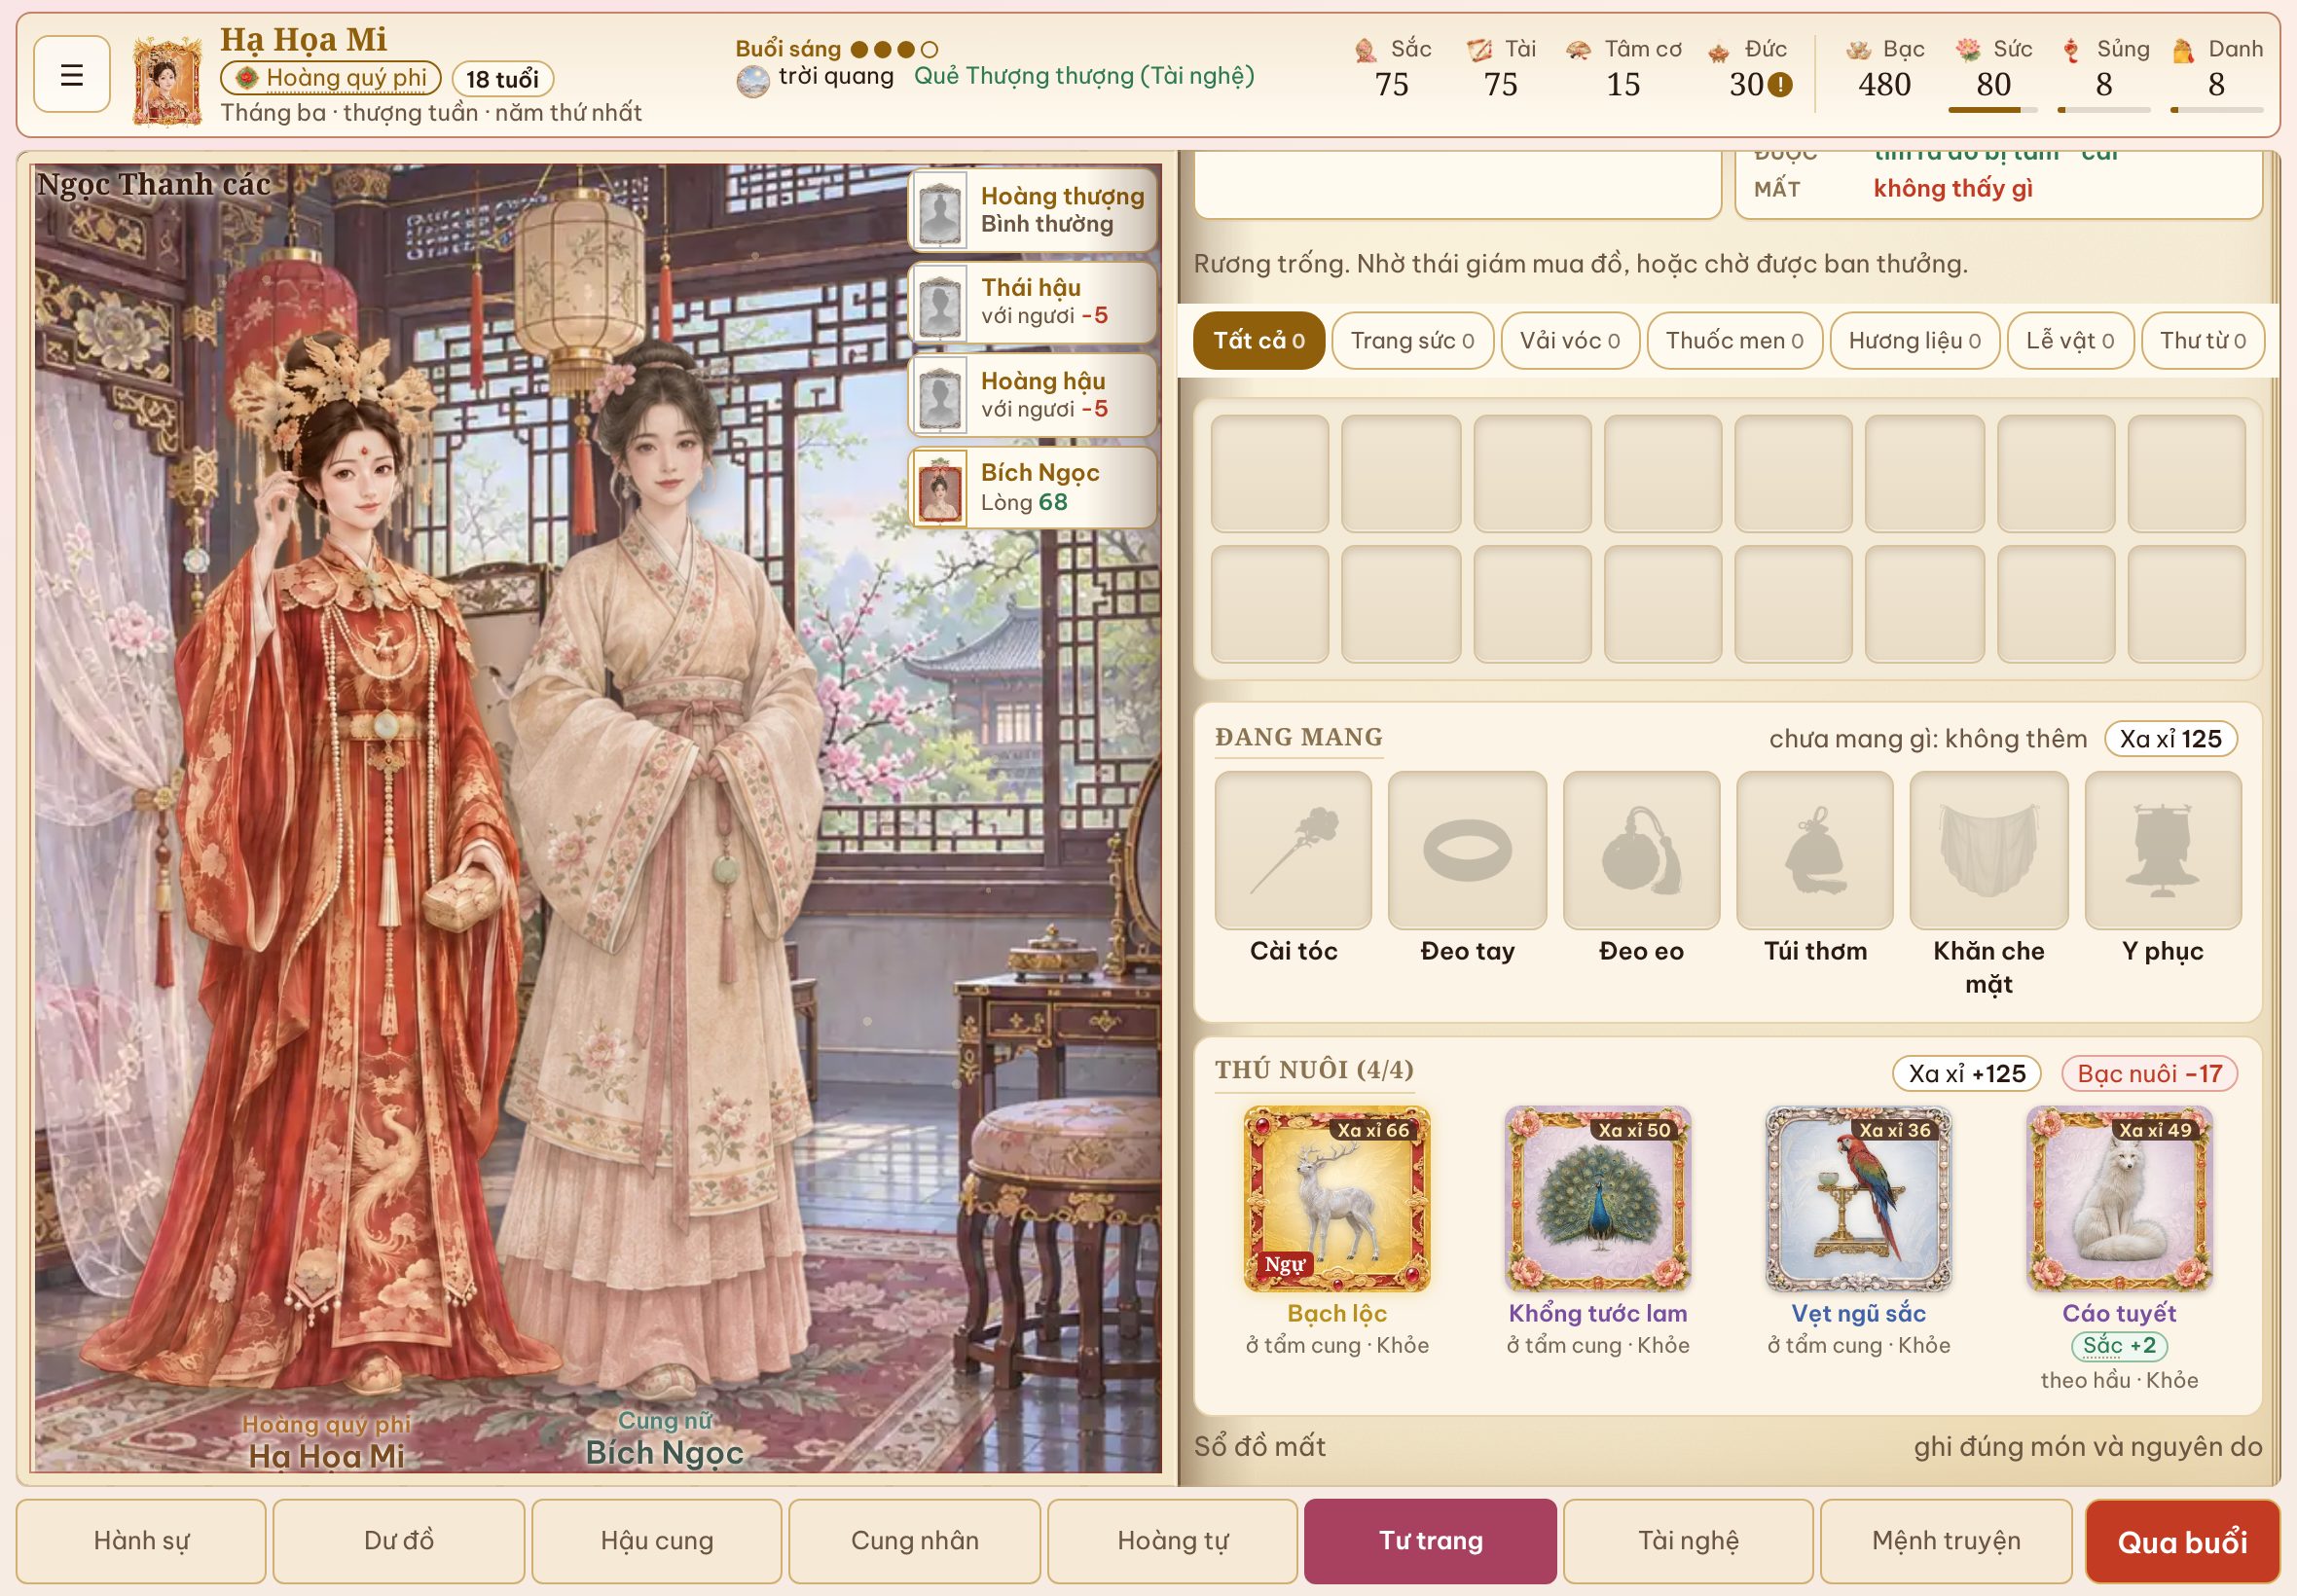 ☰
Hạ Họa Mi
Hoàng quý phi 18 tuổi
Tháng ba · thượng tuần · năm thứ nhất
Buổi sáng
trời quang Quẻ Thượng thượng (Tài nghệ)
Sắc Tài Tâm cơ Đức Bạc Sức Sủng Danh
75 75 15 30 ! 480 80 8 8
Ngọc Thanh các
Hoàng thượng
Bình thường
Thái hậu
với ngươi -5
Hoàng hậu
với ngươi -5
Bích Ngọc
Lòng 68
Hoàng quý phi
Hạ Họa Mi
Cung nữ
Bích Ngọc
MẤT không thấy gì
Rương trống. Nhờ thái giám mua đồ, hoặc chờ được ban thưởng.
Tất cả 0 Trang sức 0 Vải vóc 0 Thuốc men 0 Hương liệu 0 Lễ vật 0 Thư từ 0
ĐANG MANG chưa mang gì: không thêm Xa xỉ 125
Cài tóc Đeo tay Đeo eo Túi thơm Khăn che mặt Y phục
THÚ NUÔI (4/4) Xa xỉ +125 Bạc nuôi −17
Xa xỉ 66 Xa xỉ 50 Xa xỉ 36 Xa xỉ 49
Ngự
Bạch lộc Khổng tước lam Vẹt ngũ sắc Cáo tuyết
ở tẩm cung · Khỏe ở tẩm cung · Khỏe ở tẩm cung · Khỏe Sắc +2
theo hầu · Khỏe
Sổ đồ mất ghi đúng món và nguyên do
Hành sự Dư đồ Hậu cung Cung nhân Hoàng tự Tư trang Tài nghệ Mệnh truyện Qua buổi